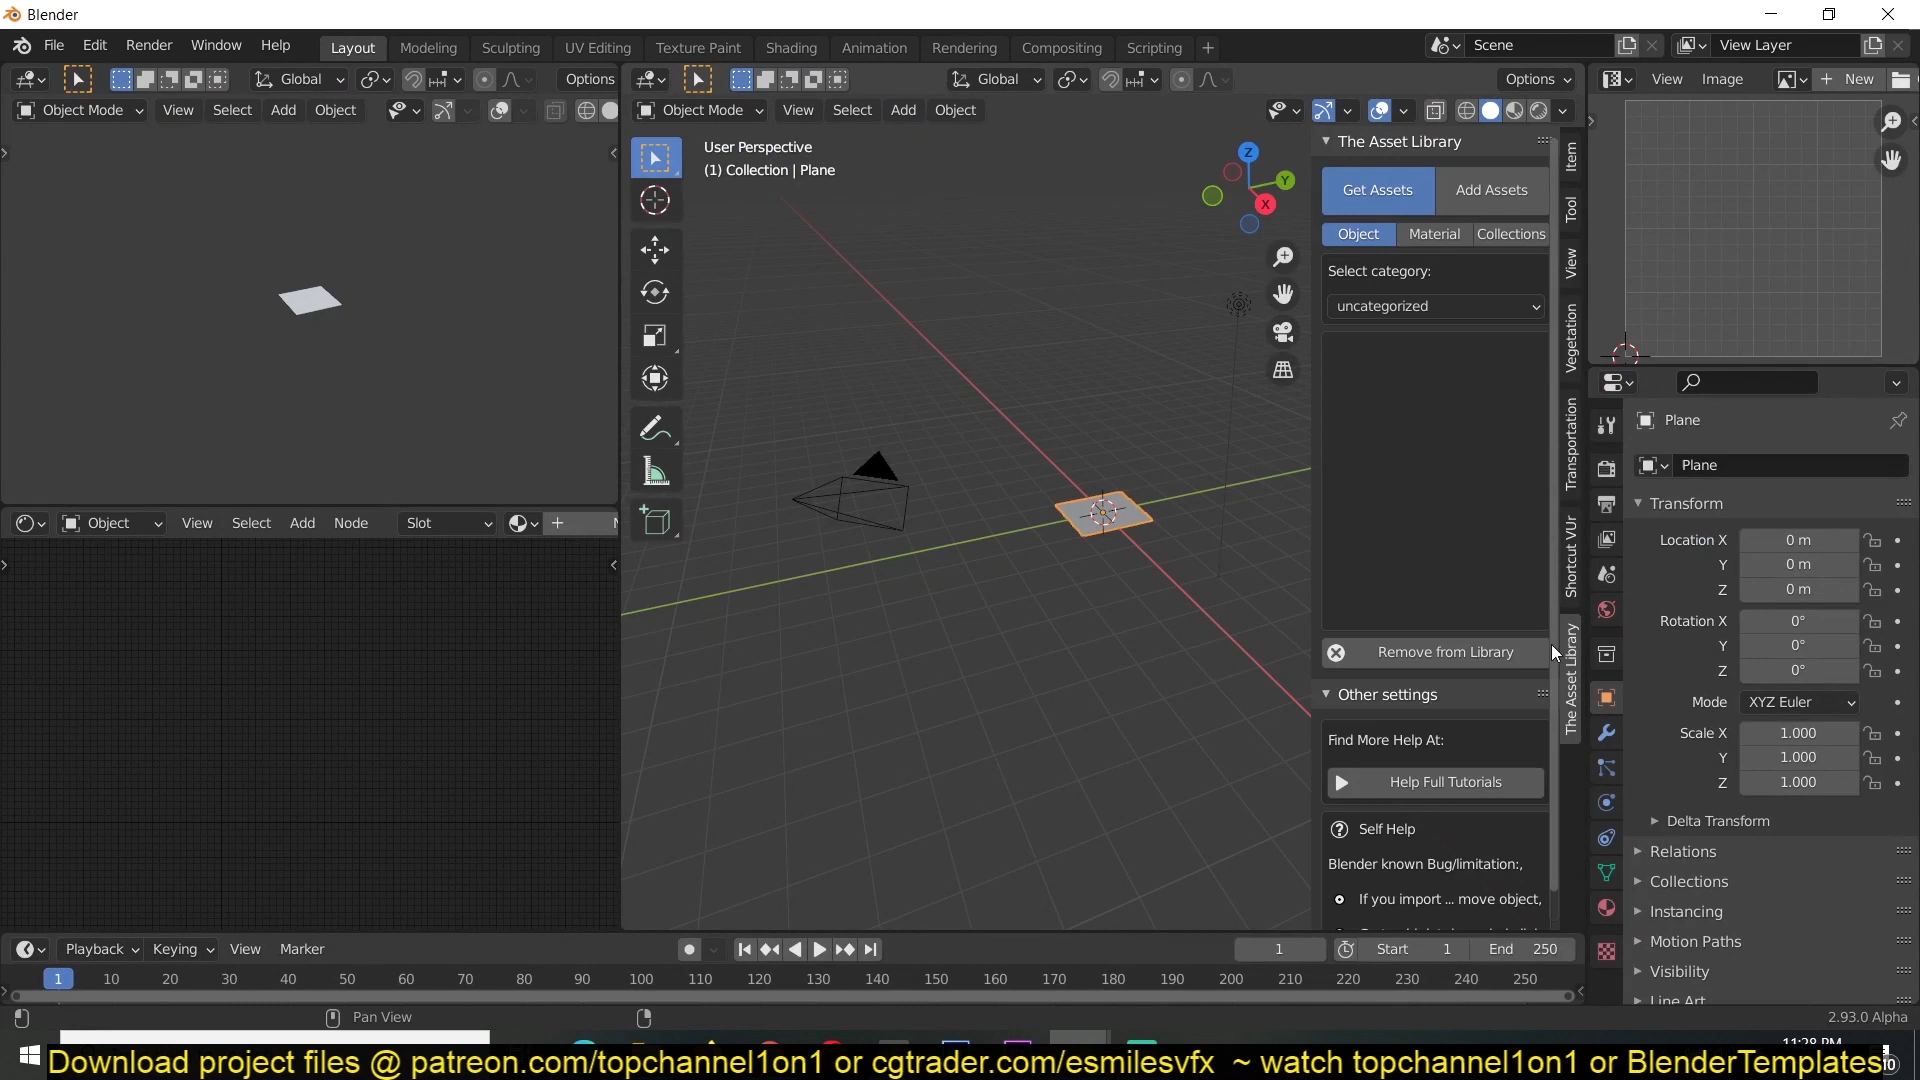 Blender
File Edit Render Window Help Layout Modeling Sculpting UV Editing Texture Paint Shading Animation Rendering Compositing Scripting + Scene View Layer
Global Options Global Options View Image New
Object Mode View Select Add Object Object Mode View Select Add Object
User Perspective
(1) Collection | Plane
Z
Y
X
The Asset Library
Get Assets Add Assets
Object Material Collections
Select category:
uncategorized
Remove from Library
Other settings
Find More Help At:
Help Full Tutorials
Self Help
Blender known Bug/limitation:,
If you import ... move object,
Item
Tool
View
Vegetation
Transportation
Shortcut VUr
The Asset Library
Plane
Plane
Transform
Location X 0 m
Y 0 m
Z 0 m
Rotation X 0°
Y 0°
Z 0°
Mode XYZ Euler
Scale X 1.000
Y 1.000
Z 1.000
Delta Transform
Relations
Collections
Instancing
Motion Paths
Visibility
Line Art
Object View Select Add Node Slot
Playback Keying View Marker 1 Start 1 End 250
1 10 20 30 40 50 60 70 80 90 100 110 120 130 140 150 160 170 180 190 200 210 220 230 240 250
Pan View 2.93.0 Alpha
11:28 PM
Download project files @ patreon.com/topchannel1on1 or cgtrader.com/esmilesvfx ~ watch topchannel1on1 or BlenderTemplates